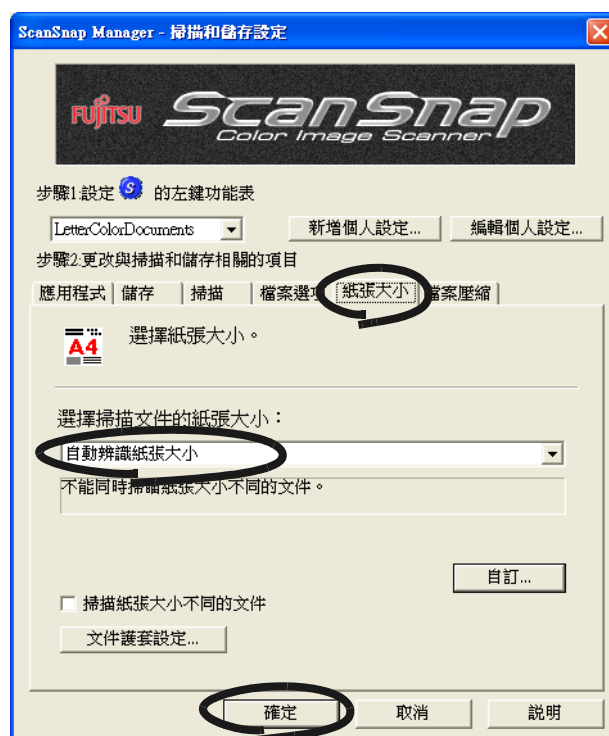 ScanSnap Manager - 掃描和儲存設定
FUJITSU ScanSnap
Color Image Scanner
步驟1:設定 S 的左鍵功能表
LetterColorDocuments 新增個人設定... 編輯個人設定...
步驟2:更改與掃描和儲存相關的項目
應用程式 儲存 掃描 檔案選項 紙張大小 檔案壓縮
A4 選擇紙張大小。
選擇掃描文件的紙張大小：
自動辨識紙張大小
不能同時掃瞄紙張大小不同的文件。
自訂...
掃描紙張大小不同的文件
文件護套設定...
確定 取消 説明